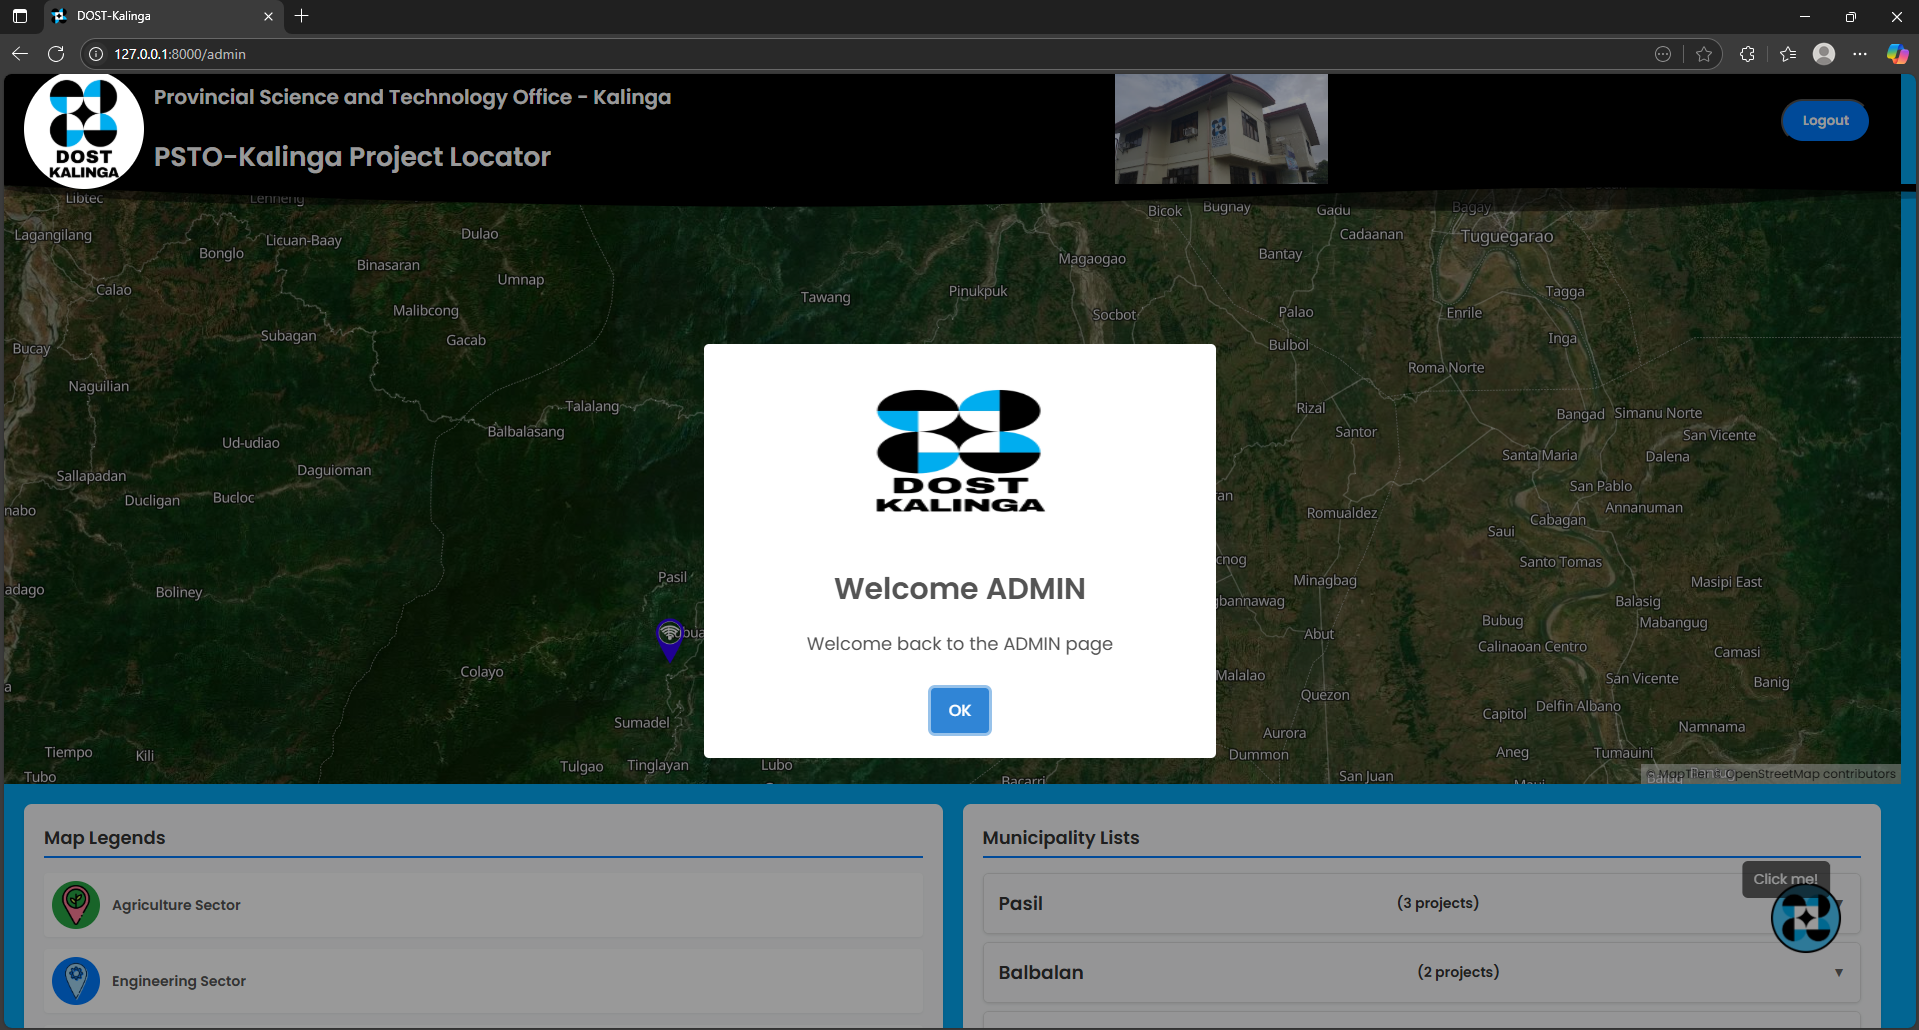 DOST-Kalinga
127.0.0.1:8000/admin
DOST
KALINGA
Provincial Science and Technology Office - Kalinga
PSTO-Kalinga Project Locator
Logout
Libtec
Lenneng
Bicok
Bugnay
Gadu
Bagay
Lagangilang
Bonglo
Licuan-Baay
Dulao
Cadaanan
Tuguegarao
Binasaran
Umnap
Magaogao
Bantay
Calao
Malibcong
Tawang
Pinukpuk
Socbot
Palao
Tagga
Enrile
Bucay
Subagan
Gacab
Bulbol
Inga
Naguilian
Roma Norte
Talalang
Rizal
Bangad
Simanu Norte
Ud-udiao
Balbalasang
Santor
San Vicente
Sallapadan
Daguioman
Santa Maria
Dalena
Ducligan
Bucloc
San Pablo
nabo
ran
Romualdez
Cabagan
Annanuman
Saui
cnog
Santo Tomas
adago
Boliney
Pasil
Minagbag
Masipi East
gbannawag
Balasig
bua
Abut
Bubug
Mabangug
Calinaoan Centro
Camasi
a
Colayo
Malalao
San Vicente
Banig
Quezon
Sumadel
Capitol
Delfin Albano
Namnama
Aurora
Tiempo
Kili
Dummon
Aneg
Tumauini
Tubo
Tulgao
Tinglayan
Lubo
San Juan
Bacarri
DOST
KALINGA
Welcome ADMIN
Welcome back to the ADMIN page
OK
© MapTiler © OpenStreetMap contributors
Map Legends
Agriculture Sector
Engineering Sector
Municipality Lists
Click me!
Pasil
(3 projects)
Balbalan
(2 projects)